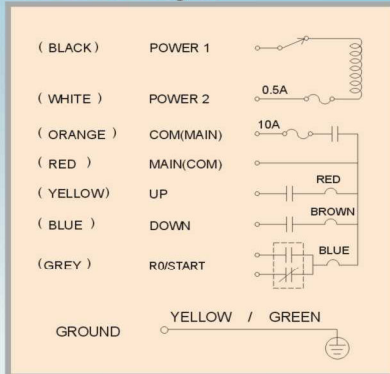 ( BLACK) POWER 1
( WHITE) POWER 2 0.5A
( ORANGE ) COM(MAIN) 10A
( RED ) MAIN(COM)
( YELLOW) UP RED
( BLUE ) DOWN BROWN
(GREY ) R0/START BLUE
GROUND YELLOW / GREEN